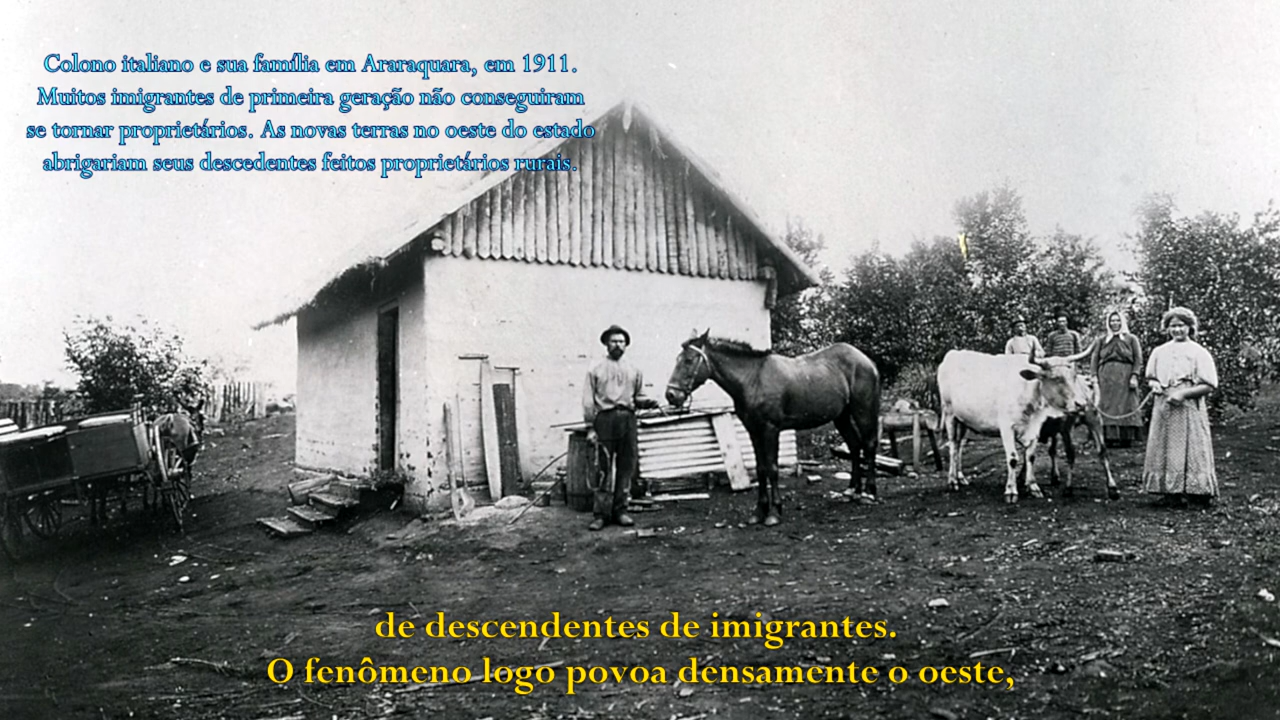 Colono italiano e sua família em Araraquara, em 1911.
Muitos imigrantes de primeira geração não conseguiram
se tornar proprietários. As novas terras no oeste do estado
abrigariam seus descedentes feitos proprietários rurais.
de descendentes de imigrantes.
O fenômeno logo povoa densamente o oeste,